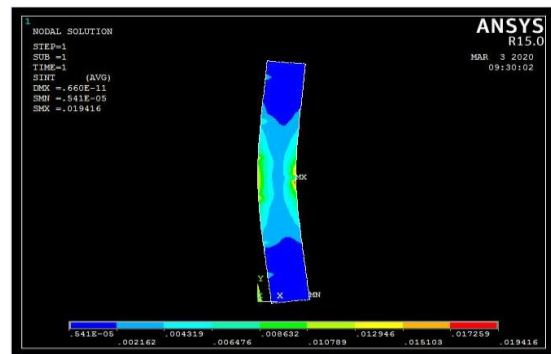 1
NODAL SOLUTION
STEP=1
SUB =1
TIME=1
SINT (AVG)
DMX =.660E-11
SMN =.541E-05
SMX =.019416
ANSYS
R15.0
MAR 3 2020
09:30:02
MX
Y
X
MN
.541E-05 .004319 .008632 .012946 .017259
.002162 .006476 .010789 .015103 .019416